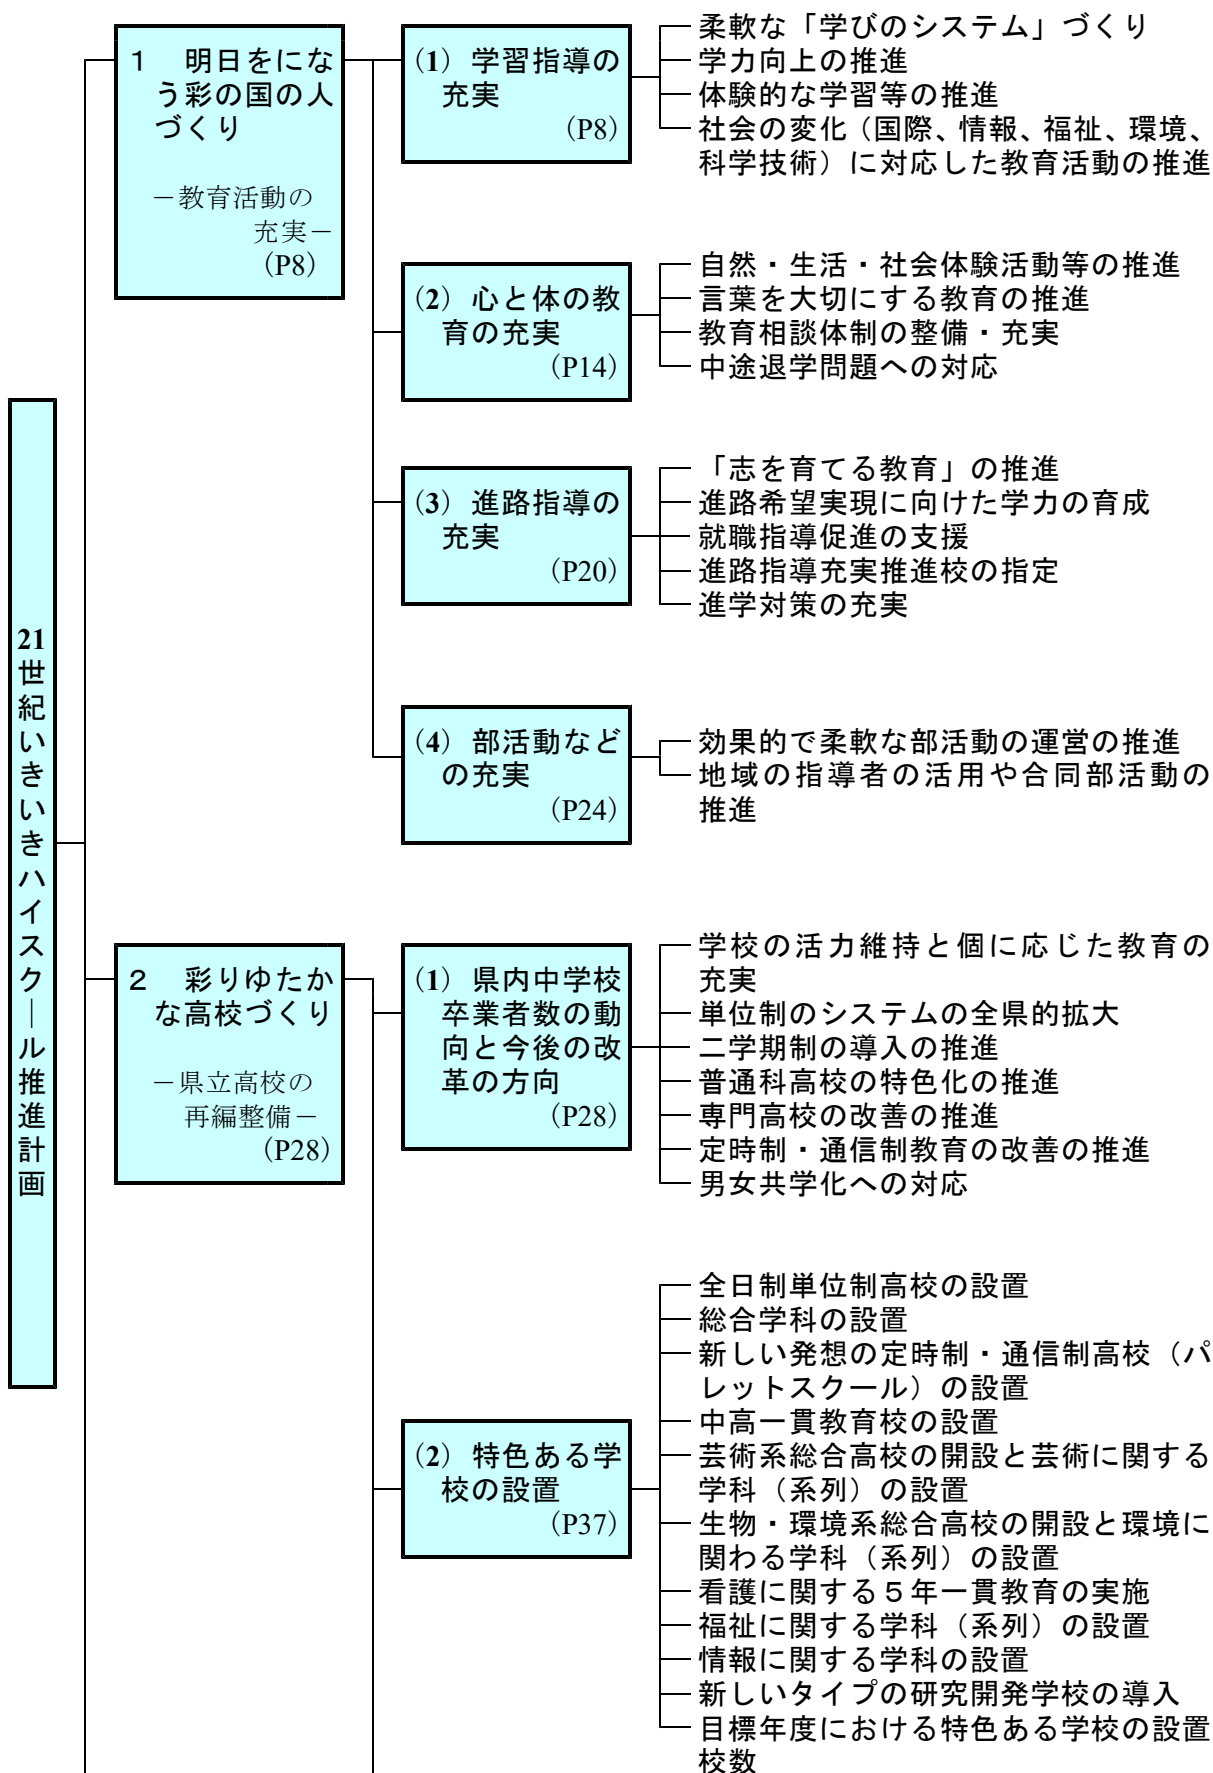 21世紀いきいきハイスクール推進計画
1 明日をにな
う彩の国の人
づくり
－教育活動の
充実－
(P8)
(1) 学習指導の
充実
(P8)
柔軟な「学びのシステム」づくり
学力向上の推進
体験的な学習等の推進
社会の変化（国際、情報、福祉、環境、
科学技術）に対応した教育活動の推進
(2) 心と体の教
育の充実
(P14)
自然・生活・社会体験活動等の推進
言葉を大切にする教育の推進
教育相談体制の整備・充実
中途退学問題への対応
(3) 進路指導の
充実
(P20)
「志を育てる教育」の推進
進路希望実現に向けた学力の育成
就職指導促進の支援
進路指導充実推進校の指定
進学対策の充実
(4) 部活動など
の充実
(P24)
効果的で柔軟な部活動の運営の推進
地域の指導者の活用や合同部活動の
推進
2 彩りゆたか
な高校づくり
－県立高校の
再編整備－
(P28)
(1) 県内中学校
卒業者数の動
向と今後の改
革の方向
(P28)
学校の活力維持と個に応じた教育の
充実
単位制のシステムの全県的拡大
二学期制の導入の推進
普通科高校の特色化の推進
専門高校の改善の推進
定時制・通信制教育の改善の推進
男女共学化への対応
(2) 特色ある学
校の設置
(P37)
全日制単位制高校の設置
総合学科の設置
新しい発想の定時制・通信制高校（パ
レットスクール）の設置
中高一貫教育校の設置
芸術系総合高校の開設と芸術に関する
学科（系列）の設置
生物・環境系総合高校の開設と環境に
関わる学科（系列）の設置
看護に関する５年一貫教育の実施
福祉に関する学科（系列）の設置
情報に関する学科の設置
新しいタイプの研究開発学校の導入
目標年度における特色ある学校の設置
校数